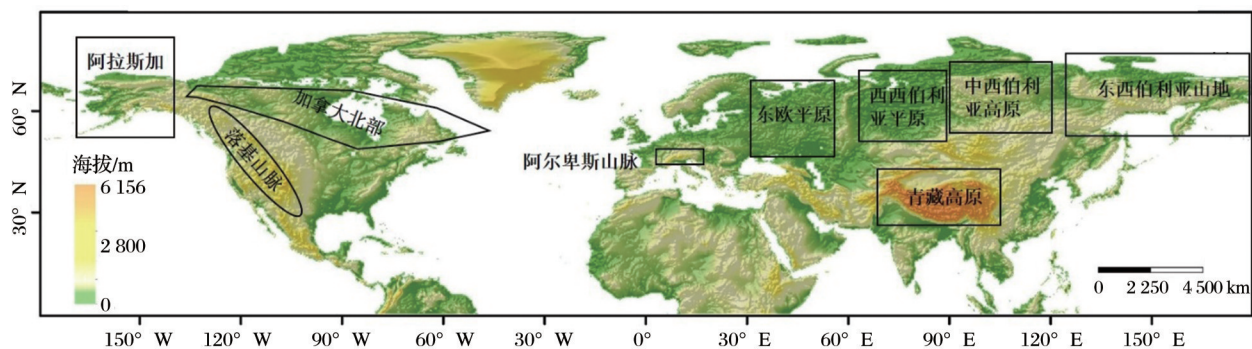 阿拉斯加
加拿大北部
落基山脉
阿尔卑斯山脉
东欧平原
西西伯利
亚平原
中西伯利
亚高原
东西伯利亚山地
青藏高原
60° N
30° N
海拔/m
6 156
2 800
0
0 2 250 4 500 km
150° W 120° W 90° W 60° W 30° W 0° 30° E 60° E 90° E 120° E 150° E